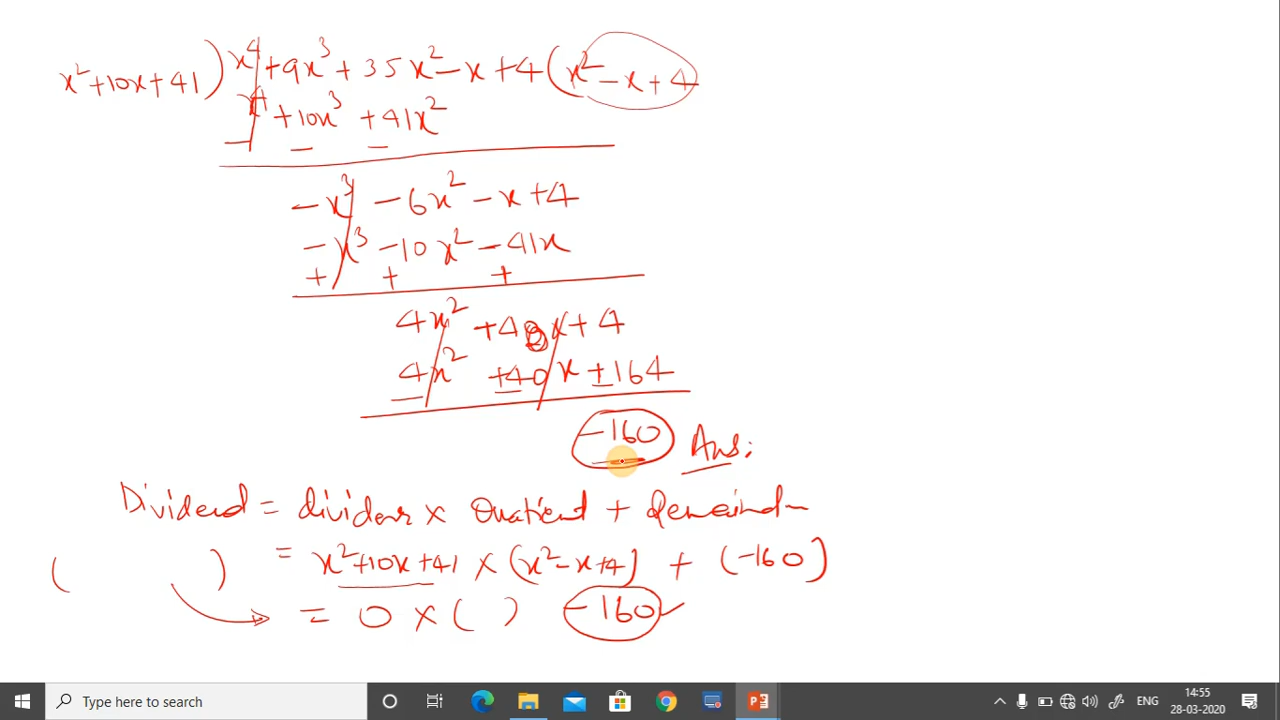 x²+10x+41 ) x⁴+9x³+35x²-x+4 ( x²-x+4
x⁴+10x³+41x²
- - -
-x³-6x²-x+4
-x³-10x²-41x
+ + +
4x²+40x+4
4x²+40x+164
- - -
-160 Ans:
Dividend = dividor × Quotient + Remainder
( ) = x²+10x+41 × (x²-x+4) + (-160)
= 0 × ( ) -160
Type here to search
ENG
14:55
28-03-2020